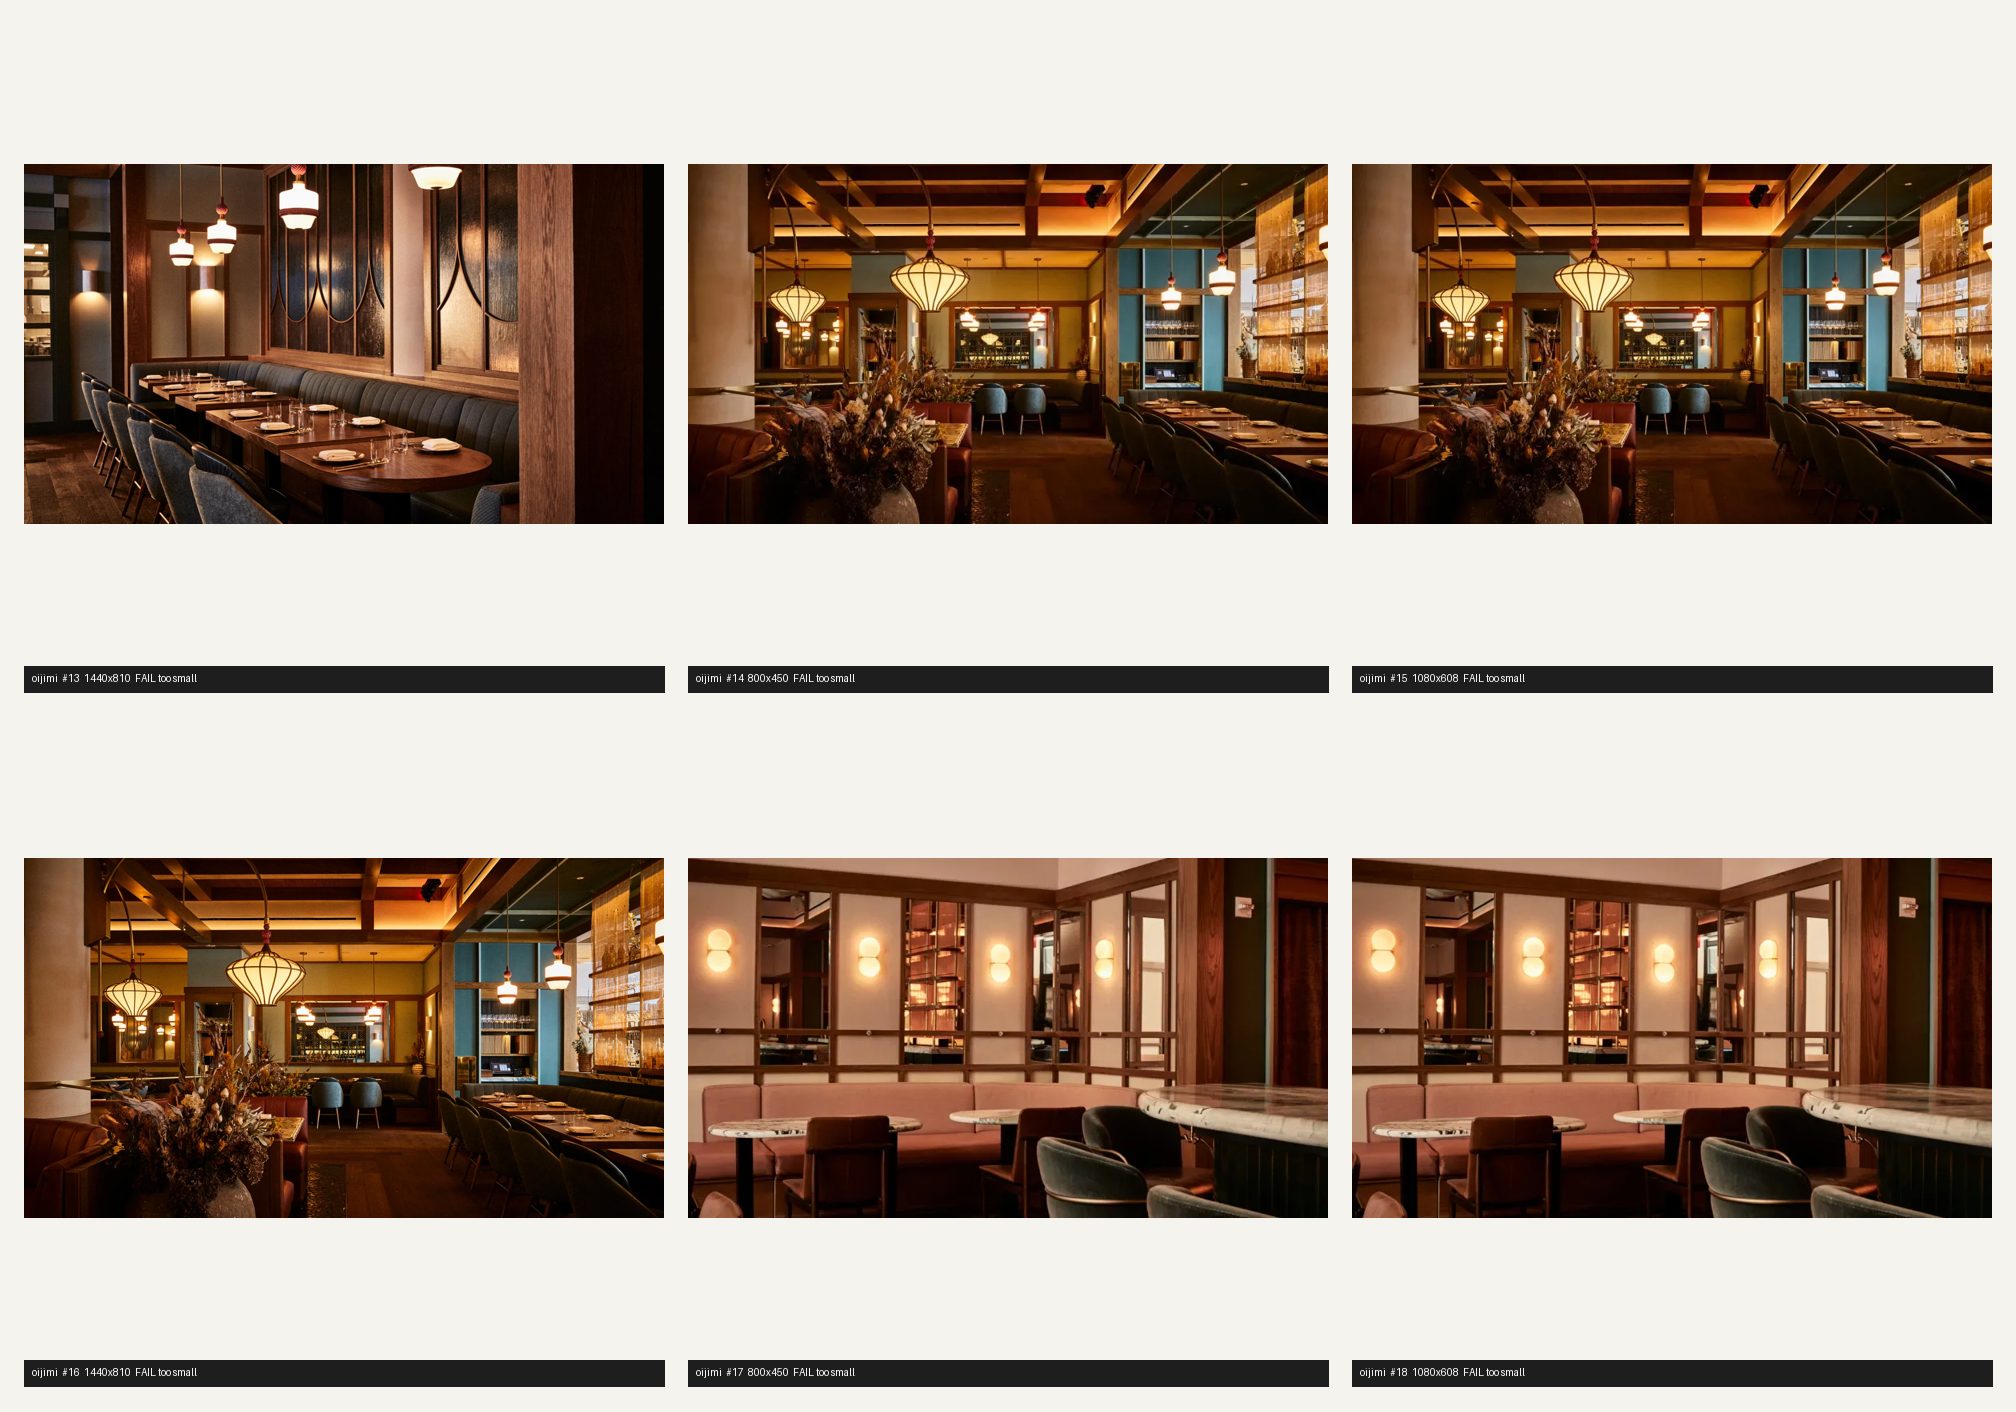 oijimi #13 1440x810 FAIL toosmall
oijimi #14 800x450 FAIL toosmall
oijimi #15 1080x608 FAIL toosmall
oijimi #16 1440x810 FAIL toosmall
oijimi #17 800x450 FAIL toosmall
oijimi #18 1080x608 FAIL toosmall